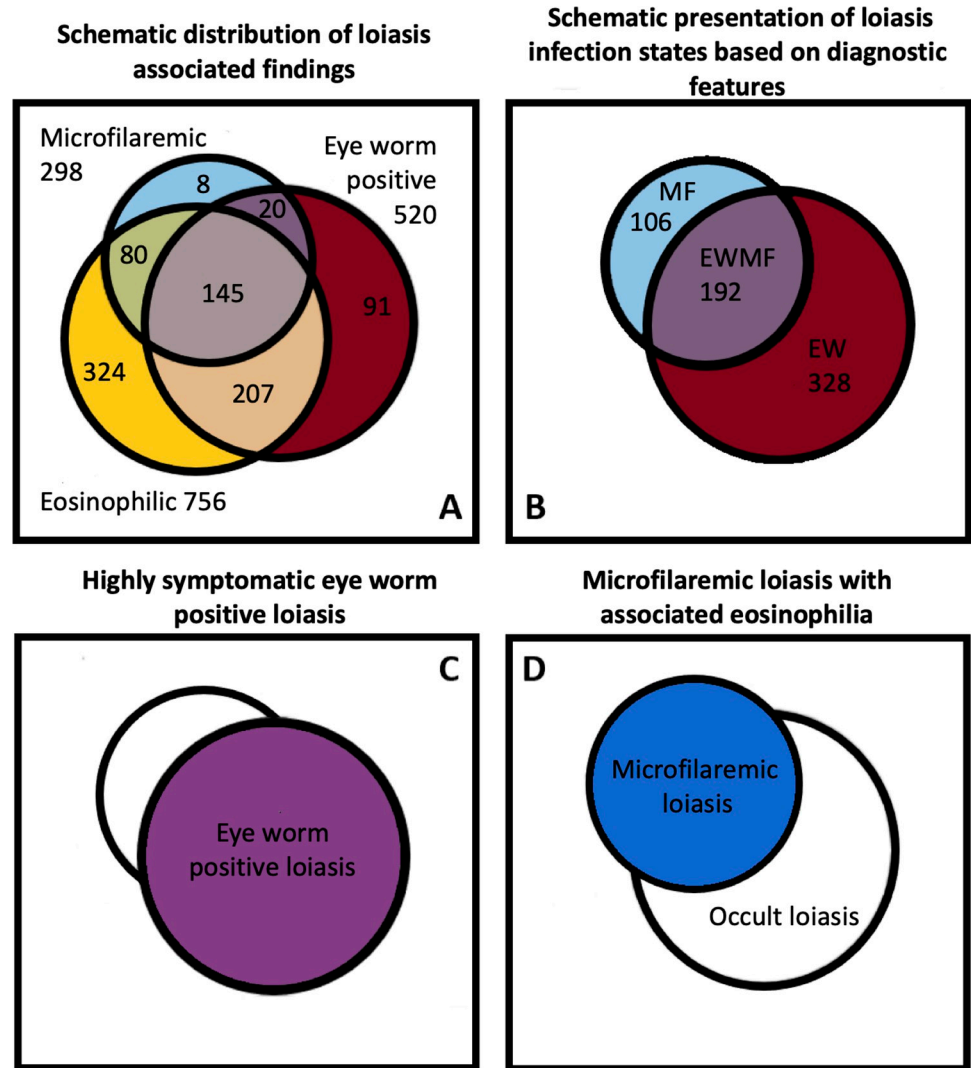 Schematic distribution of loiasis
associated findings
Microfilaremic
298
Eye worm
positive
520
8
20
80
145
91
324
207
Eosinophilic 756
A
Schematic presentation of loiasis
infection states based on diagnostic
features
MF
106
EWMF
192
EW
328
B
Highly symptomatic eye worm
positive loiasis
C
Eye worm
positive loiasis
Microfilaremic loiasis with
associated eosinophilia
D
Microfilaremic
loiasis
Occult loiasis